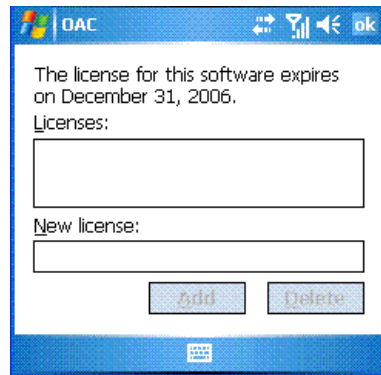 OAC
ok
The license for this software expires
on December 31, 2006.
Licenses:
New license:
Add Delete